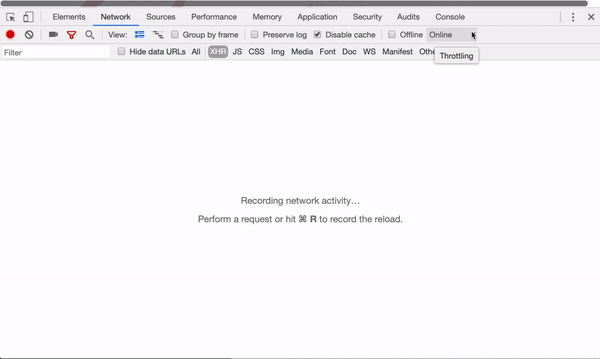 Elements Network Sources Performance Memory Application Security Audits Console
View: Group by frame Preserve log Disable cache Offline Online
Throttling
Filter Hide data URLs All XHR JS CSS Img Media Font Doc WS Manifest Othe
Recording network activity…
Perform a request or hit ⌘ R to record the reload.